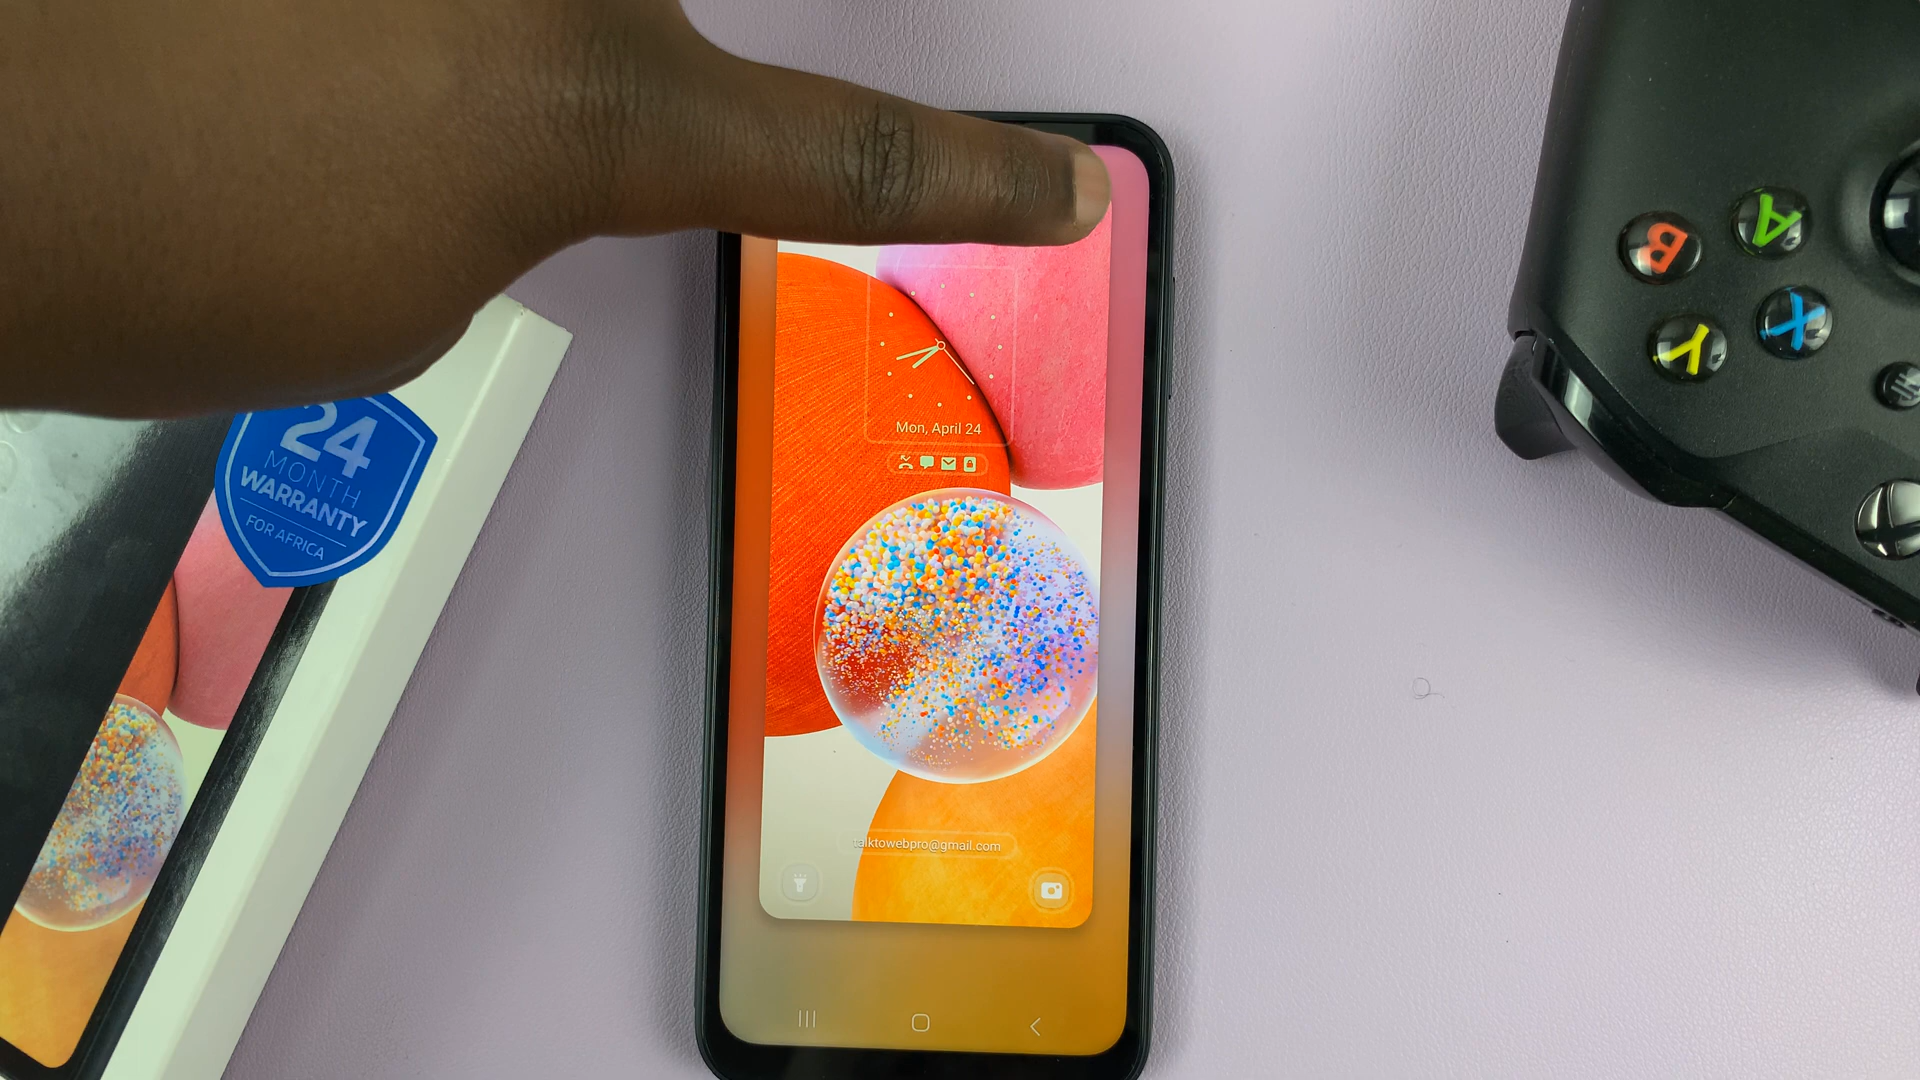 24
MONTH
WARRANTY
FOR AFRICA
Mon, April 24
talktowebpro@gmail.com
A
B
X
Y